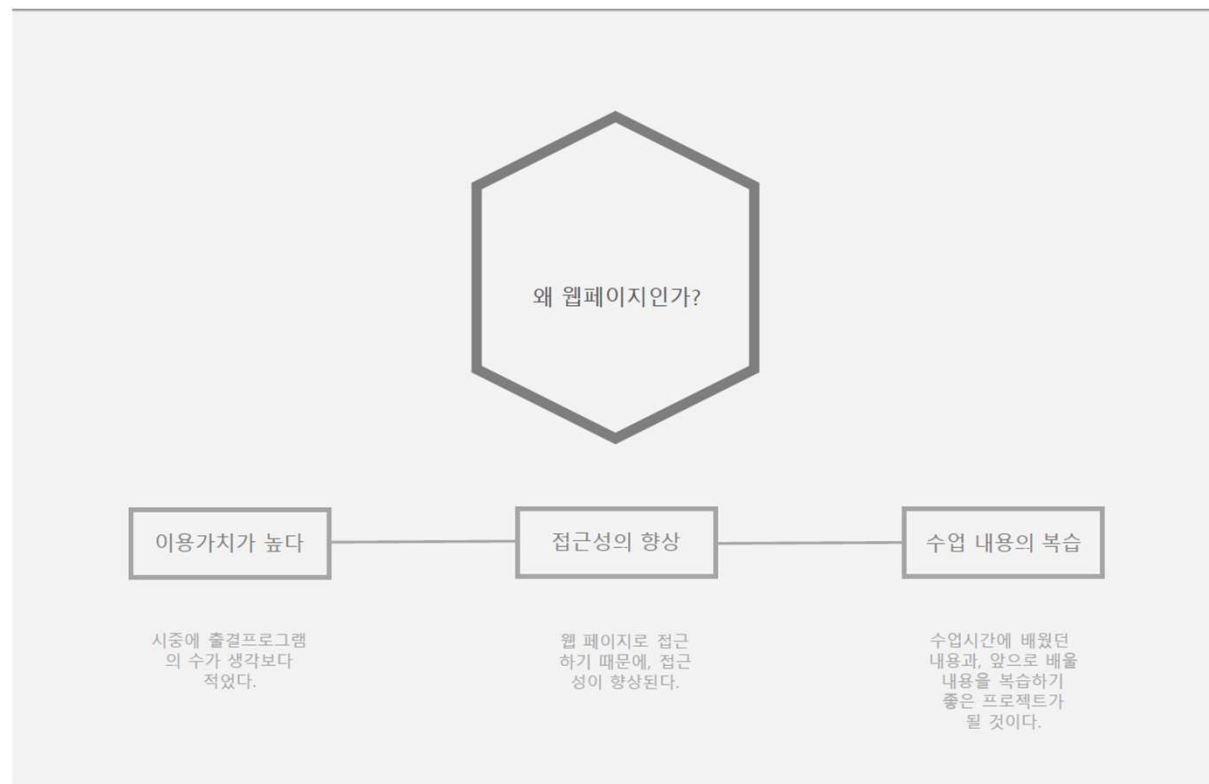 왜 웹페이지인가?
이용가치가 높다
접근성의 향상
수업 내용의 복습
시중에 출결프로그램
의 수가 생각보다
적었다.
웹 페이지로 접근
하기 때문에, 접근
성이 향상된다.
수업시간에 배웠던
내용과, 앞으로 배울
내용을 복습하기
좋은 프로젝트가
될 것이다.